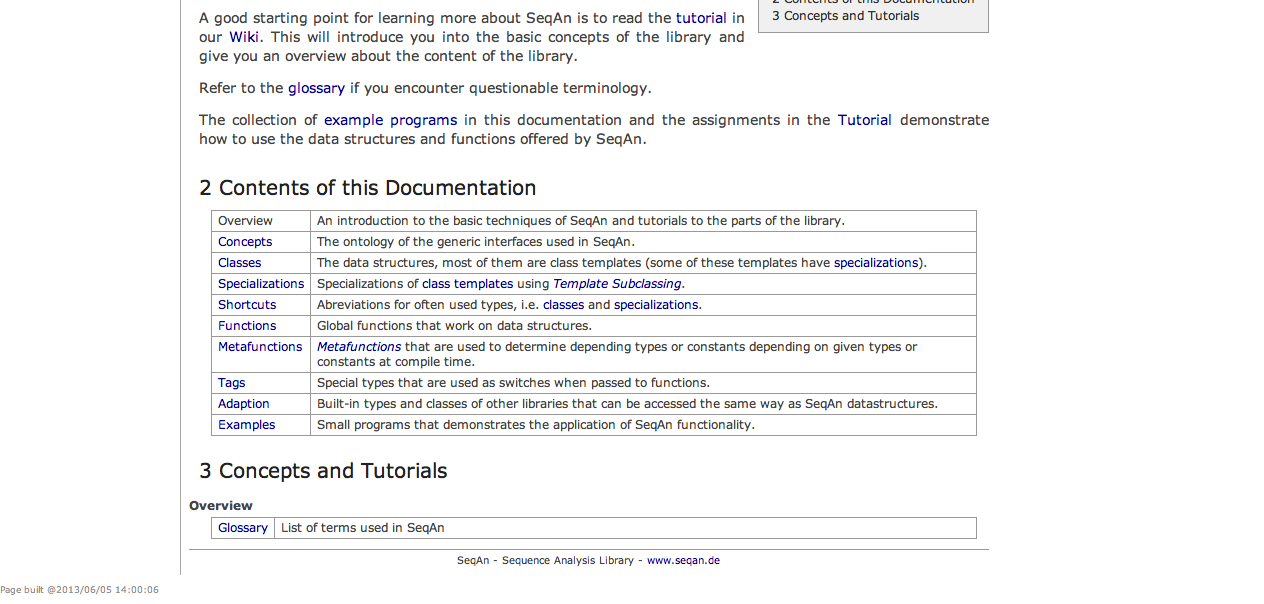 2 Contents of this Documentation
3 Concepts and Tutorials
A good starting point for learning more about SeqAn is to read the tutorial in
our Wiki. This will introduce you into the basic concepts of the library and
give you an overview about the content of the library.
Refer to the glossary if you encounter questionable terminology.
The collection of example programs in this documentation and the assignments in the Tutorial demonstrate
how to use the data structures and functions offered by SeqAn.
2 Contents of this Documentation
Overview An introduction to the basic techniques of SeqAn and tutorials to the parts of the library.
Concepts The ontology of the generic interfaces used in SeqAn.
Classes The data structures, most of them are class templates (some of these templates have specializations).
Specializations Specializations of class templates using Template Subclassing.
Shortcuts Abreviations for often used types, i.e. classes and specializations.
Functions Global functions that work on data structures.
Metafunctions Metafunctions that are used to determine depending types or constants depending on given types or
constants at compile time.
Tags Special types that are used as switches when passed to functions.
Adaption Built-in types and classes of other libraries that can be accessed the same way as SeqAn datastructures.
Examples Small programs that demonstrates the application of SeqAn functionality.
3 Concepts and Tutorials
Overview
Glossary List of terms used in SeqAn
SeqAn - Sequence Analysis Library - www.seqan.de
Page built @2013/06/05 14:00:06